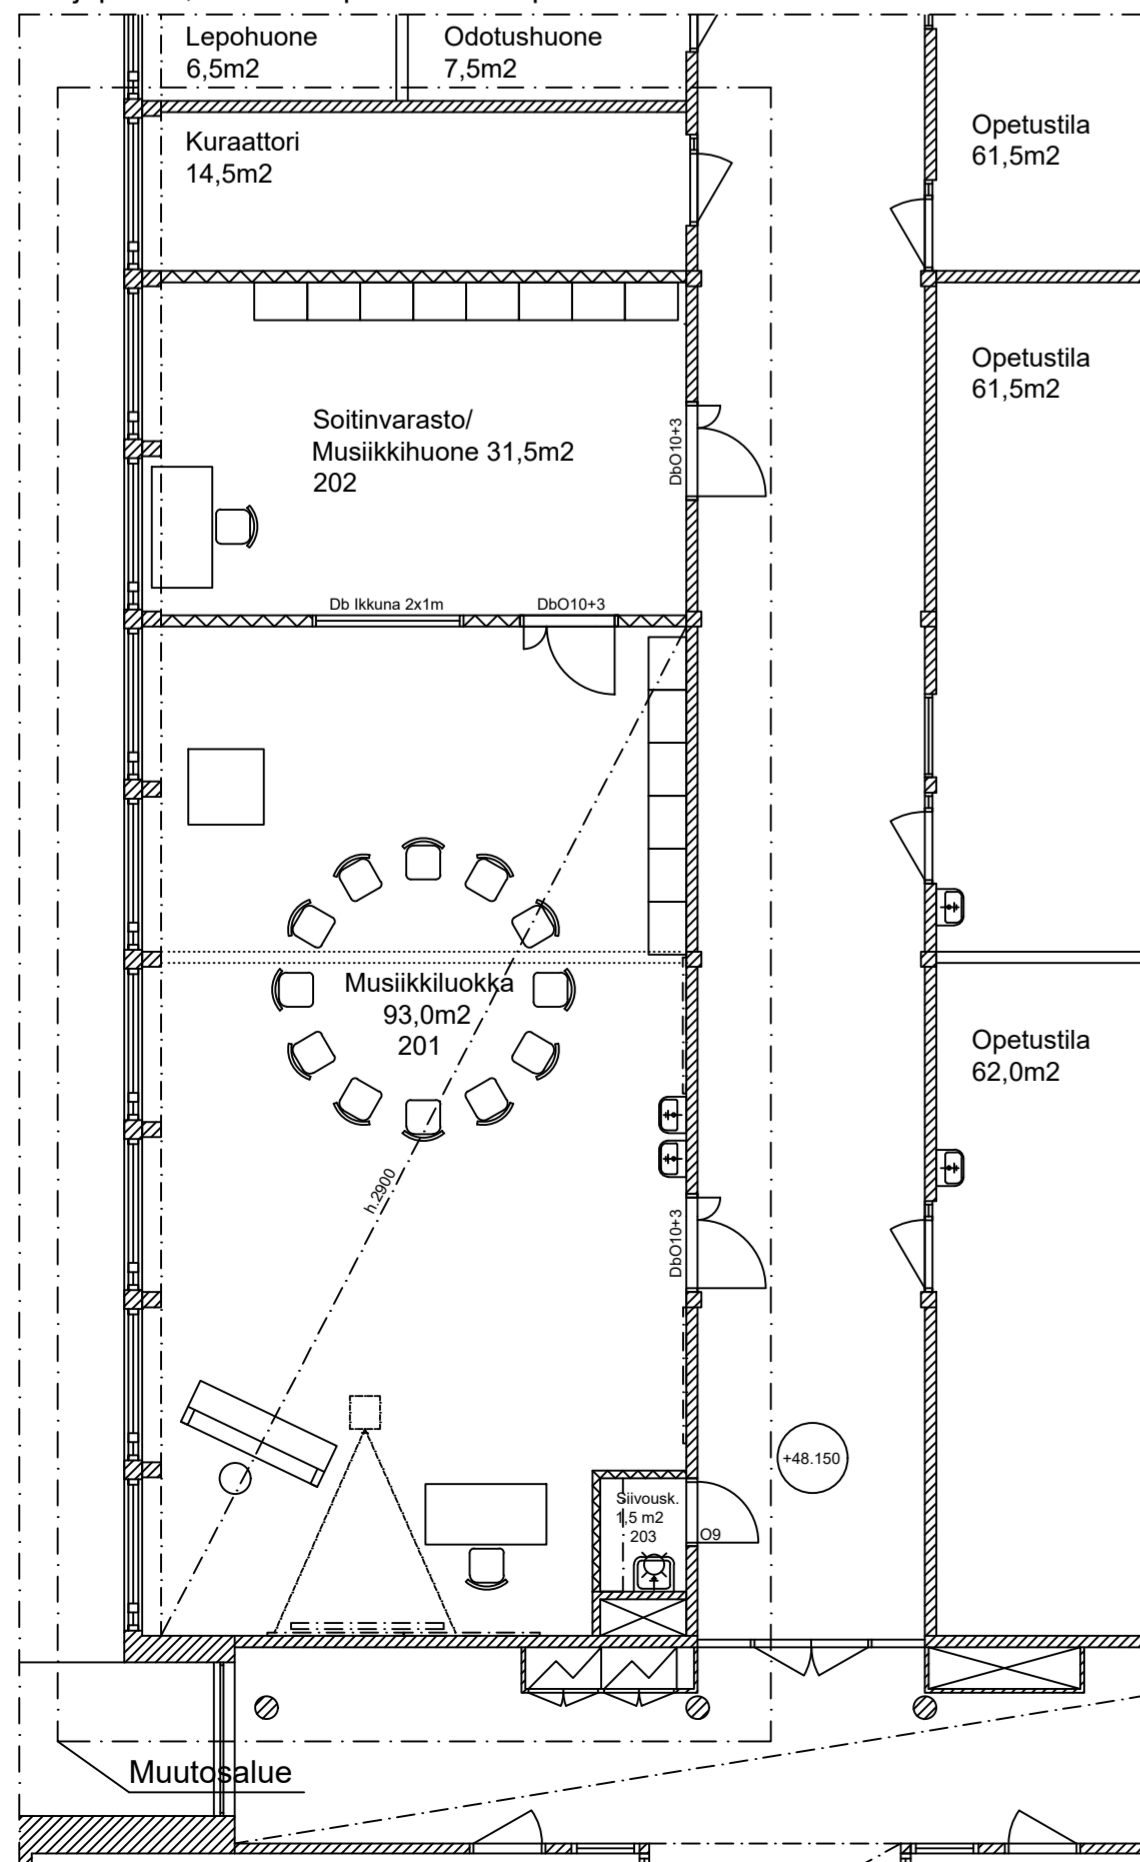 Lepohuone
6,5m2
Odotushuone
7,5m2
Kuraattori
14,5m2
Opetustila
61,5m2
Opetustila
61,5m2
Soitinvarasto/
Musiikkihuone 31,5m2
202
DbO10+3
Db Ikkuna 2x1m
DbO10+3
Musiikkiluokka
93,0m2
201
Opetustila
62,0m2
h.2900
DbO10+3
+48.150
Siivousk.
1,5 m2
203
O9
Muutosalue